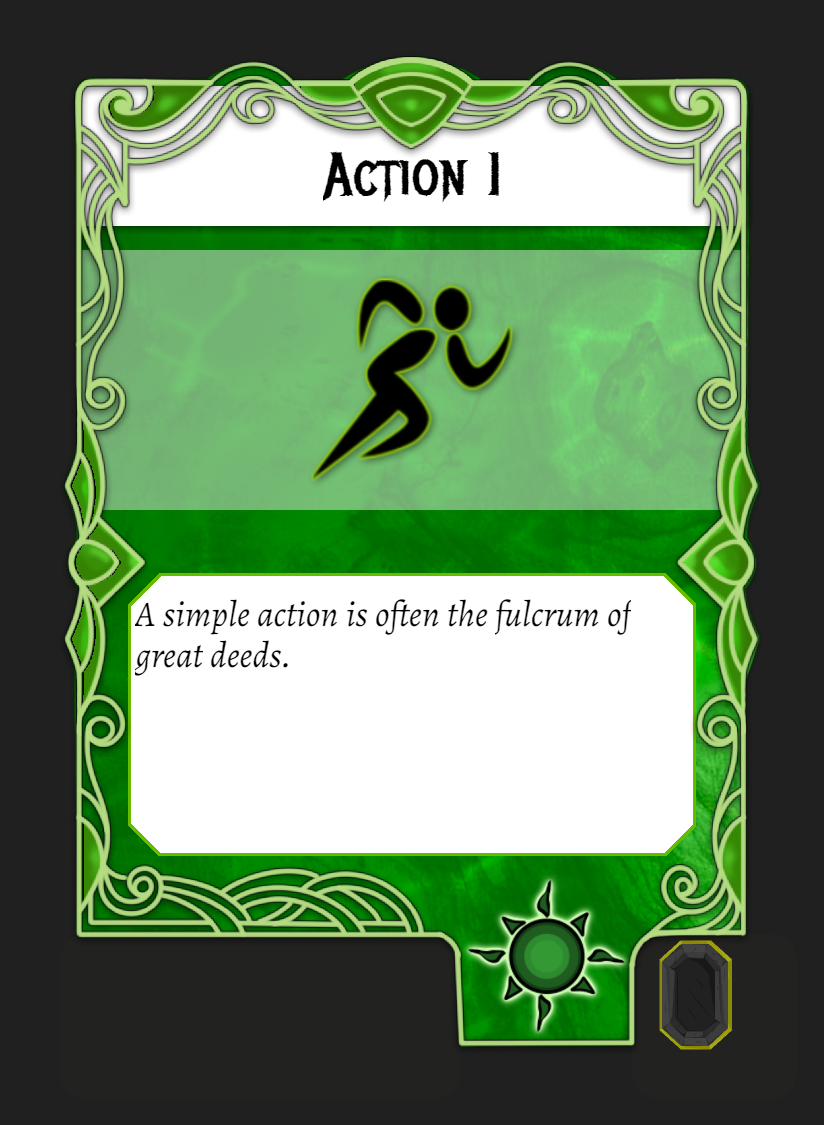 Action 1
A simple action is often the fulcrum of
great deeds.